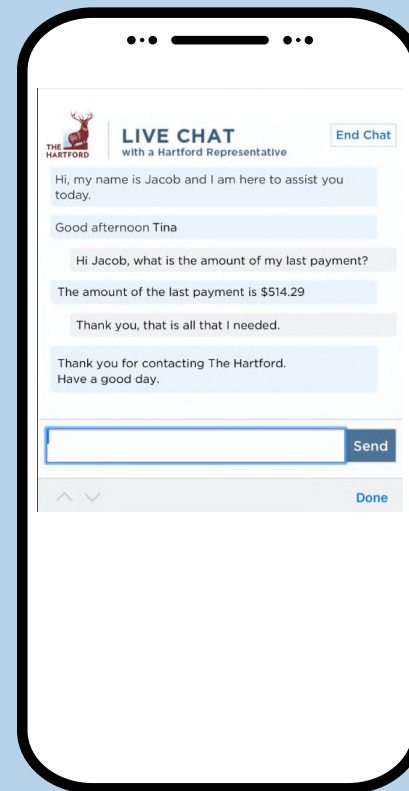 THE
HARTFORD
LIVE CHAT
with a Hartford Representative
End Chat
Hi, my name is Jacob and I am here to assist you
today.
Good afternoon Tina
Hi Jacob, what is the amount of my last payment?
The amount of the last payment is $514.29
Thank you, that is all that I needed.
Thank you for contacting The Hartford.
Have a good day.
Send
Done